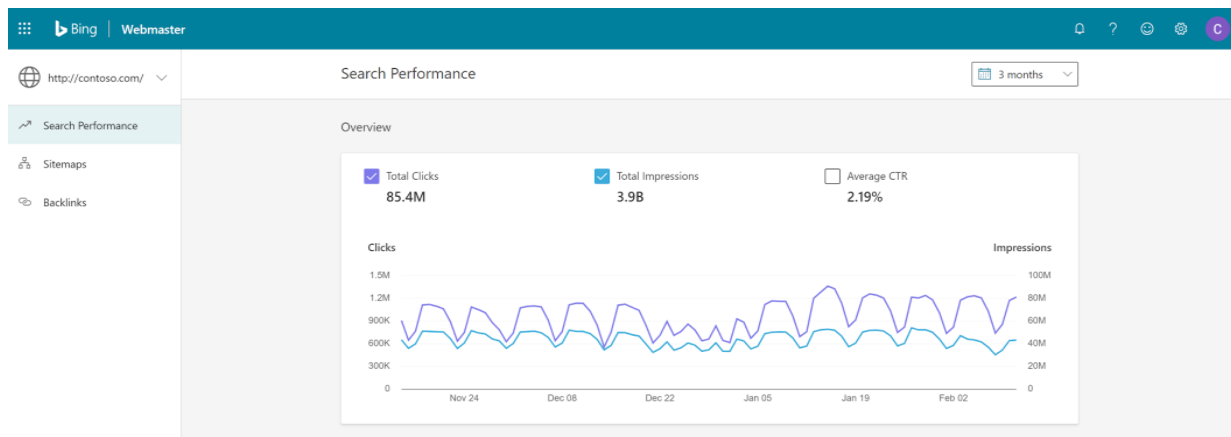 Bing | Webmaster
C
http://contoso.com/
Search Performance
Sitemaps
Backlinks
Search Performance
3 months
Overview
Total Clicks
85.4M
Total Impressions
3.9B
Average CTR
2.19%
Clicks
Impressions
1.5M
1.2M
900K
600K
300K
0
100M
80M
60M
40M
20M
0
Nov 24 Dec 08 Dec 22 Jan 05 Jan 19 Feb 02